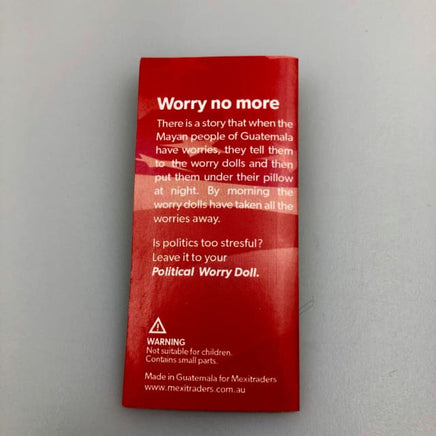 Worry no more
There is a story that when the
Mayan people of Guatemala
have worries, they tell them
to the worry dolls and then
put them under their pillow
at night. By morning the
worry dolls have taken all the
worries away.
Is politics too stresful?
Leave it to your
Political Worry Doll.
WARNING
Not suitable for children.
Contains small parts.
Made in Guatemala for Mexitraders
www.mexitraders.com.au